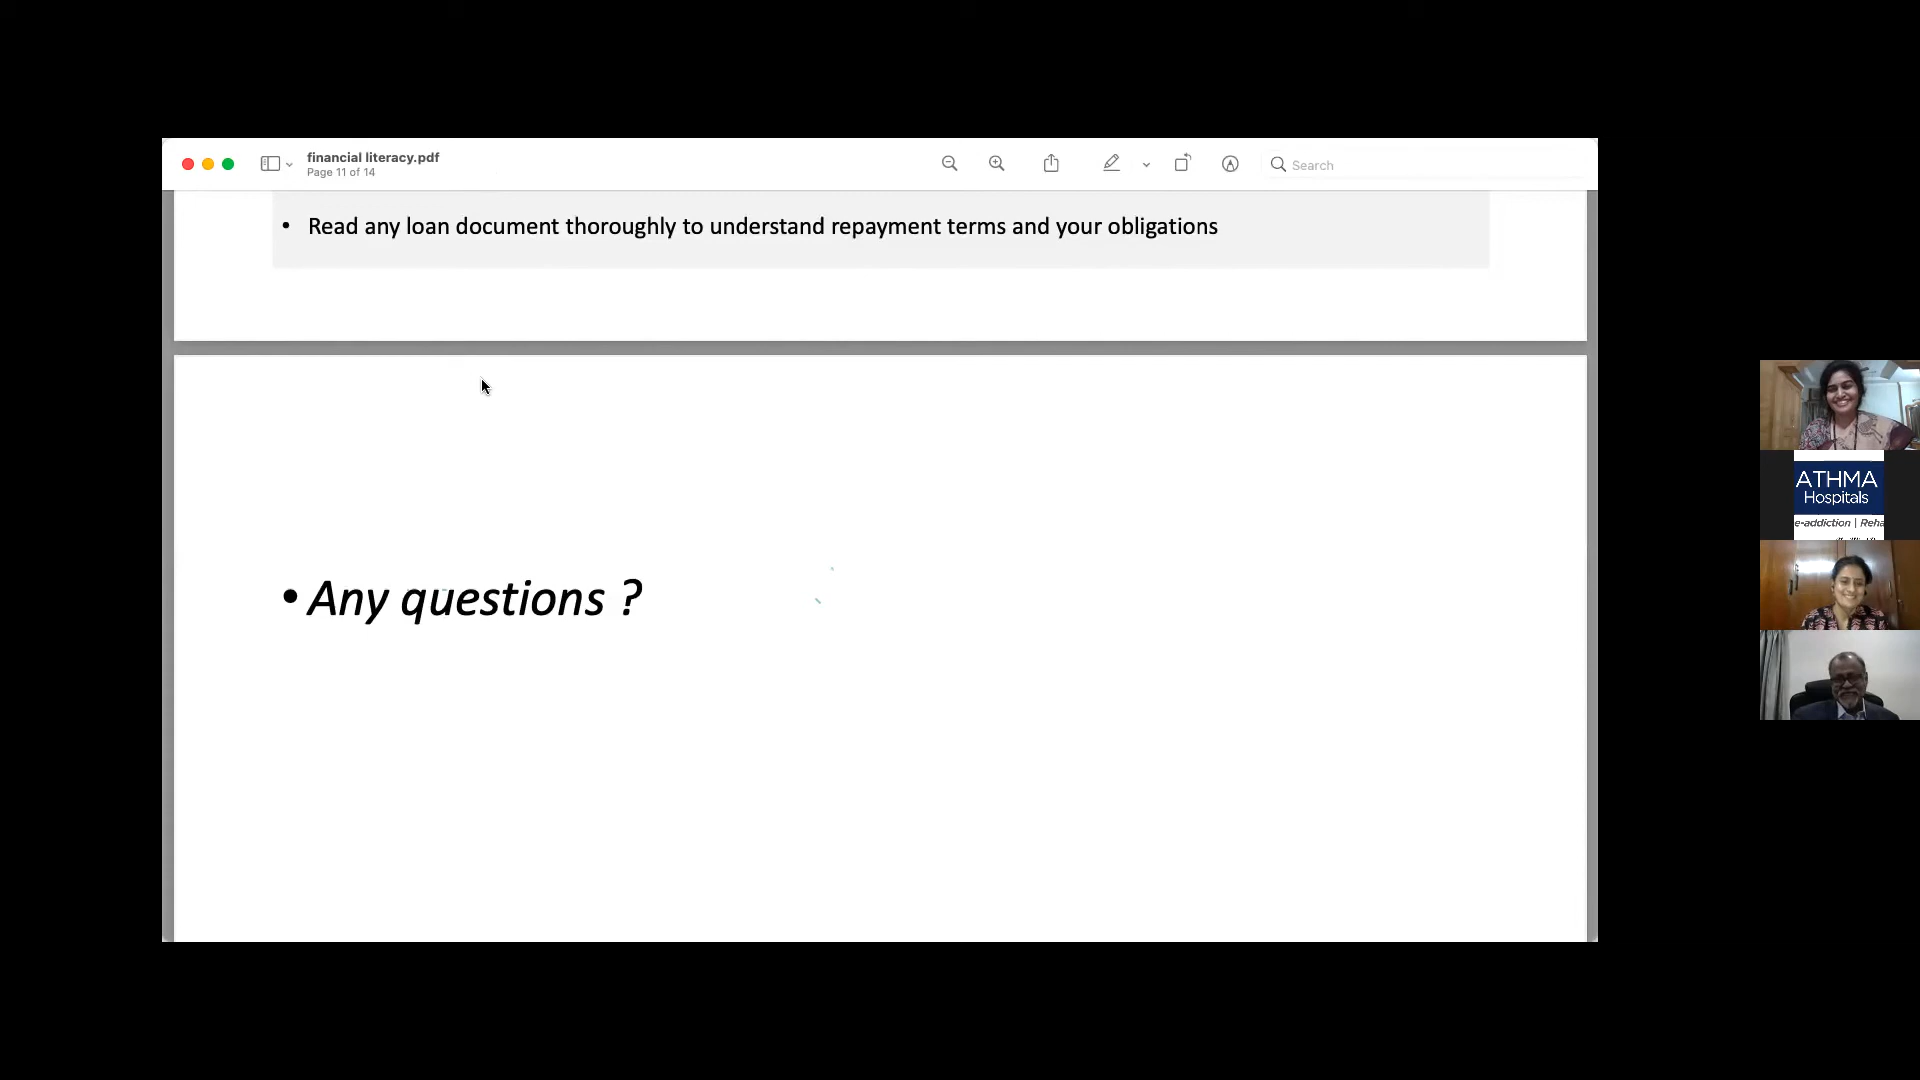 financial literacy.pdf
Page 11 of 14
Search
• Read any loan document thoroughly to understand repayment terms and your obligations
• Any questions ?
ATHMA
Hospitals
e-addiction | Reha